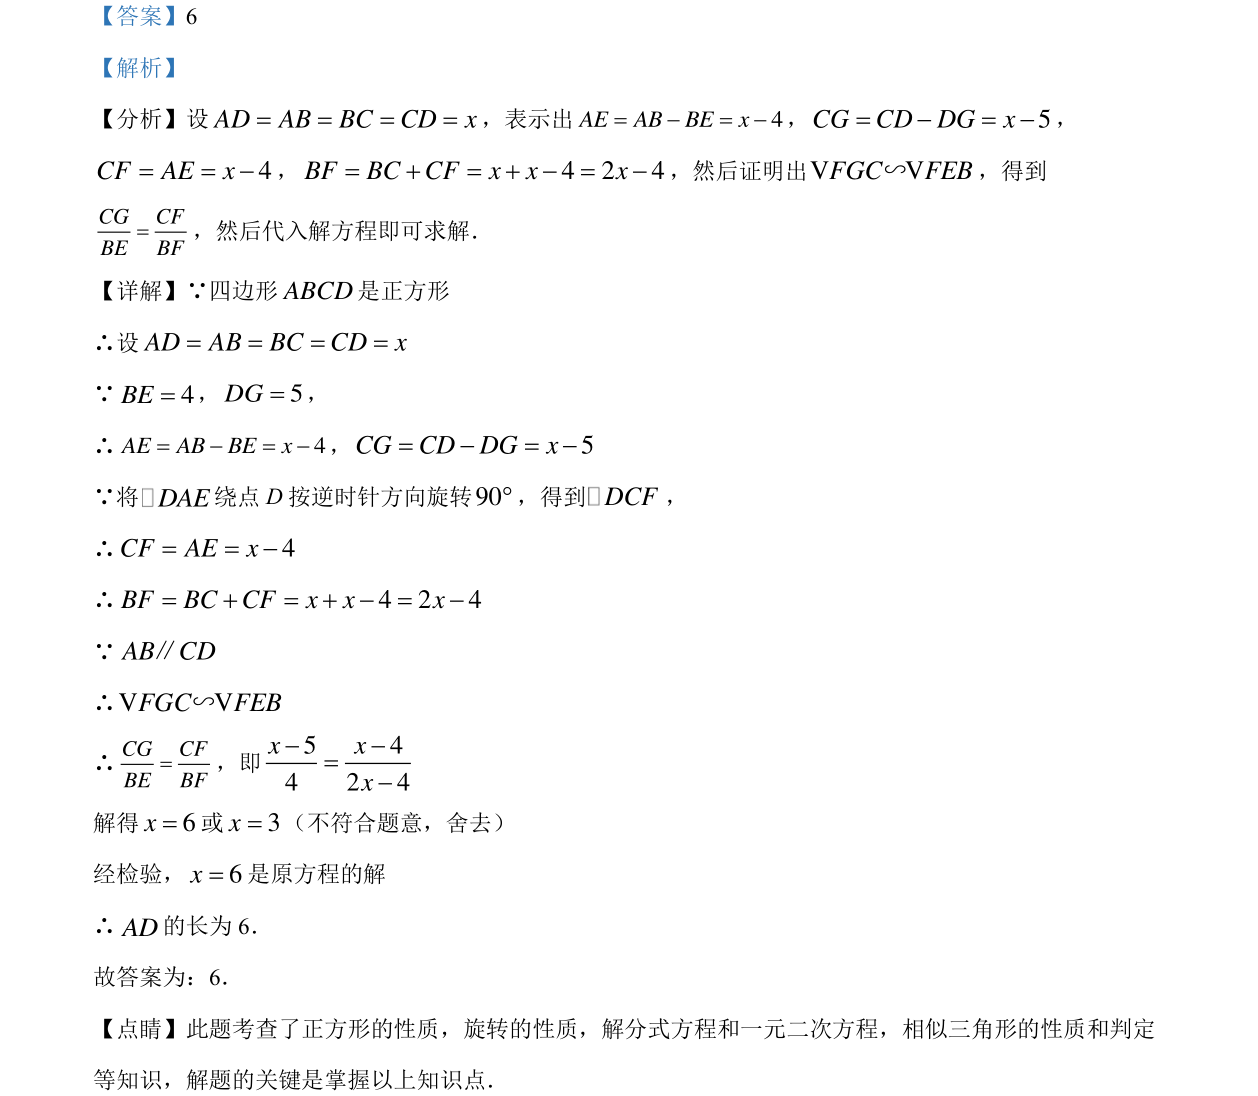 【答案】6
【解析】
【分析】设 AD = AB = BC = CD = x，表示出 AE = AB − BE = x − 4，CG = CD − DG = x − 5，
CF = AE = x − 4，BF = BC + CF = x + x − 4 = 2x − 4，然后证明出VFGC∽VFEB，得到
CG/BE = CF/BF，然后代入解方程即可求解．
【详解】∵四边形 ABCD 是正方形
∴设 AD = AB = BC = CD = x
∵ BE = 4，DG = 5，
∴ AE = AB − BE = x − 4，CG = CD − DG = x − 5
∵将□DAE 绕点 D 按逆时针方向旋转90°，得到□DCF，
∴ CF = AE = x − 4
∴ BF = BC + CF = x + x − 4 = 2x − 4
∵ AB∥CD
∴VFGC∽VFEB
∴ CG/BE = CF/BF，即 (x − 5)/4 = (x − 4)/(2x − 4)
解得 x = 6 或 x = 3（不符合题意，舍去）
经检验，x = 6 是原方程的解
∴ AD 的长为 6．
故答案为：6．
【点睛】此题考查了正方形的性质，旋转的性质，解分式方程和一元二次方程，相似三角形的性质和判定
等知识，解题的关键是掌握以上知识点．